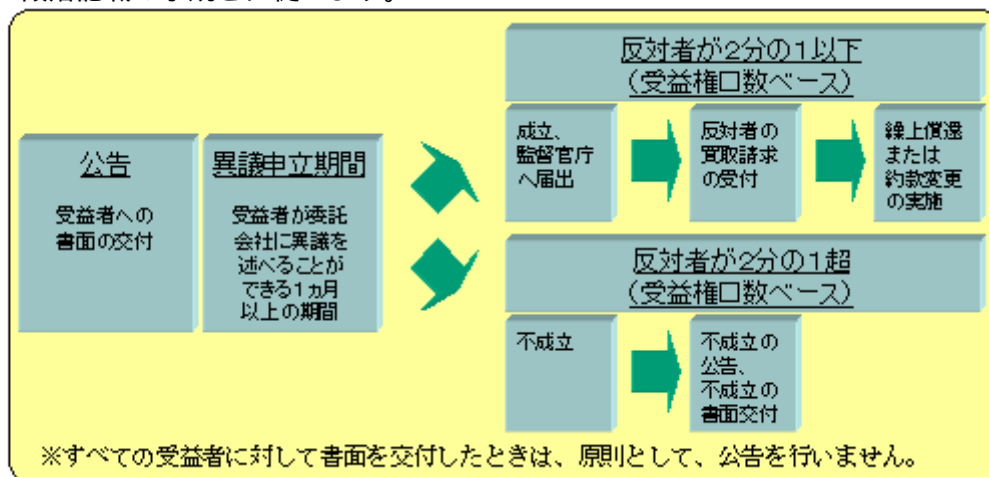 公告
受益者への
書面の交付
異議申立期間
受益者が委託
会社に異議を
述べることが
できる1ヵ月
以上の期間
反対者が2分の1以下
(受益権口数ベース)
成立、
監督官庁
へ届出
反対者の
買取請求
の受付
繰上償還
または
約款変更
の実施
反対者が2分の1超
(受益権口数ベース)
不成立
不成立の
公告、
不成立の
書面交付
※すべての受益者に対して書面を交付したときは、原則として、公告を行いません。